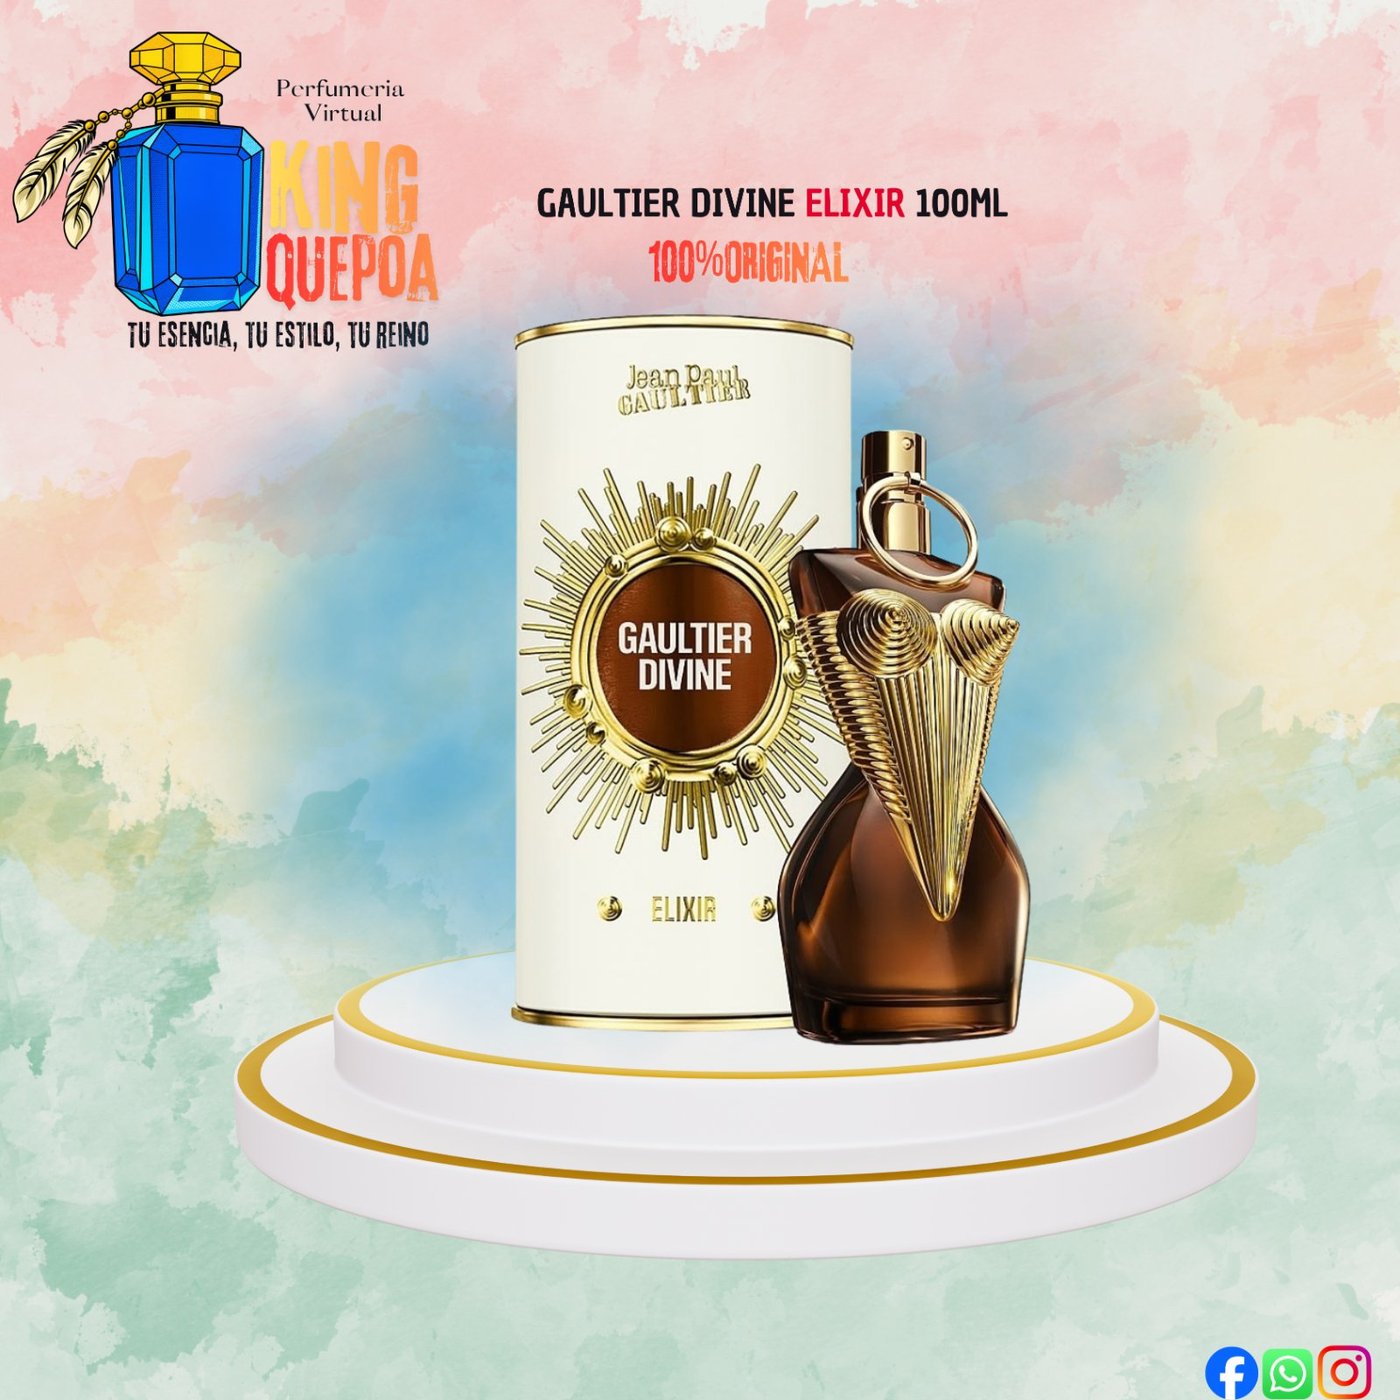 Perfumeria
Virtual
KING
QUEPOA
TU ESENCIA, TU ESTILO, TU REINO
GAULTIER DIVINE ELIXIR 100ML
100%ORIGINAL
Jean Paul
GAULTIER
GAULTIER
DIVINE
ELIXIR